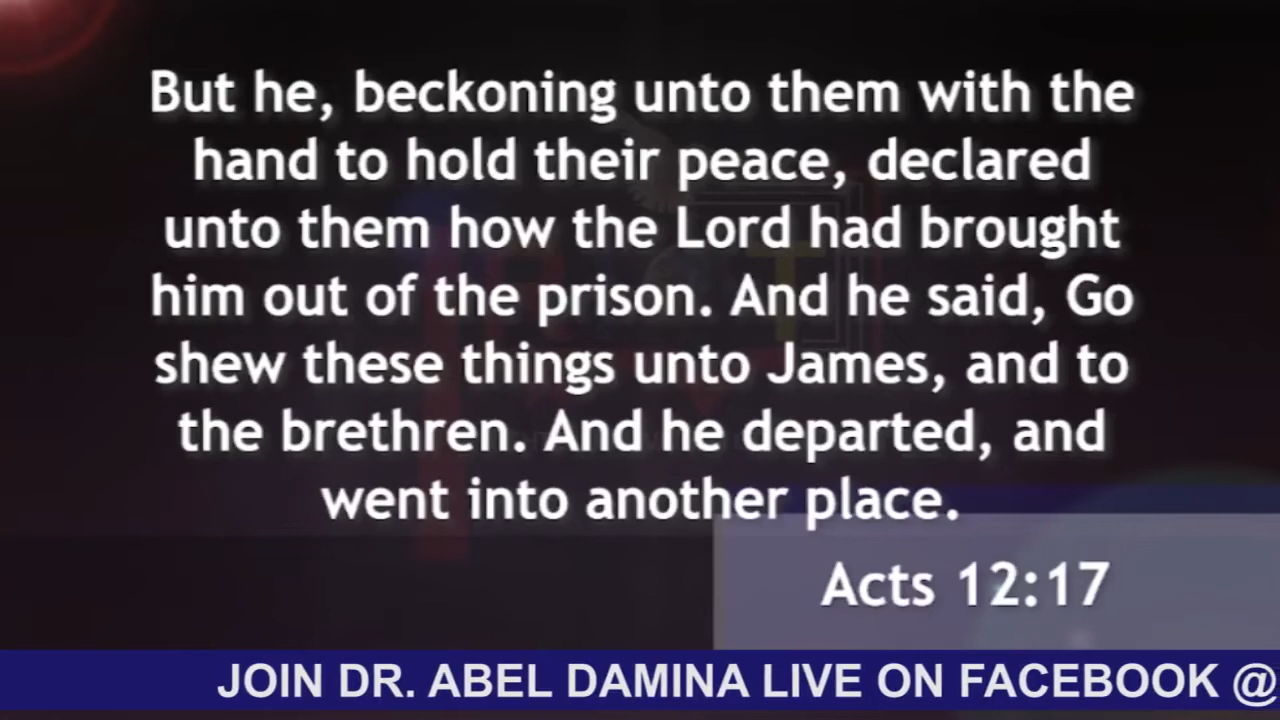 But he, beckoning unto them with the
hand to hold their peace, declared
unto them how the Lord had brought
him out of the prison. And he said, Go
shew these things unto James, and to
the brethren. And he departed, and
went into another place.
Acts 12:17
JOIN DR. ABEL DAMINA LIVE ON FACEBOOK @